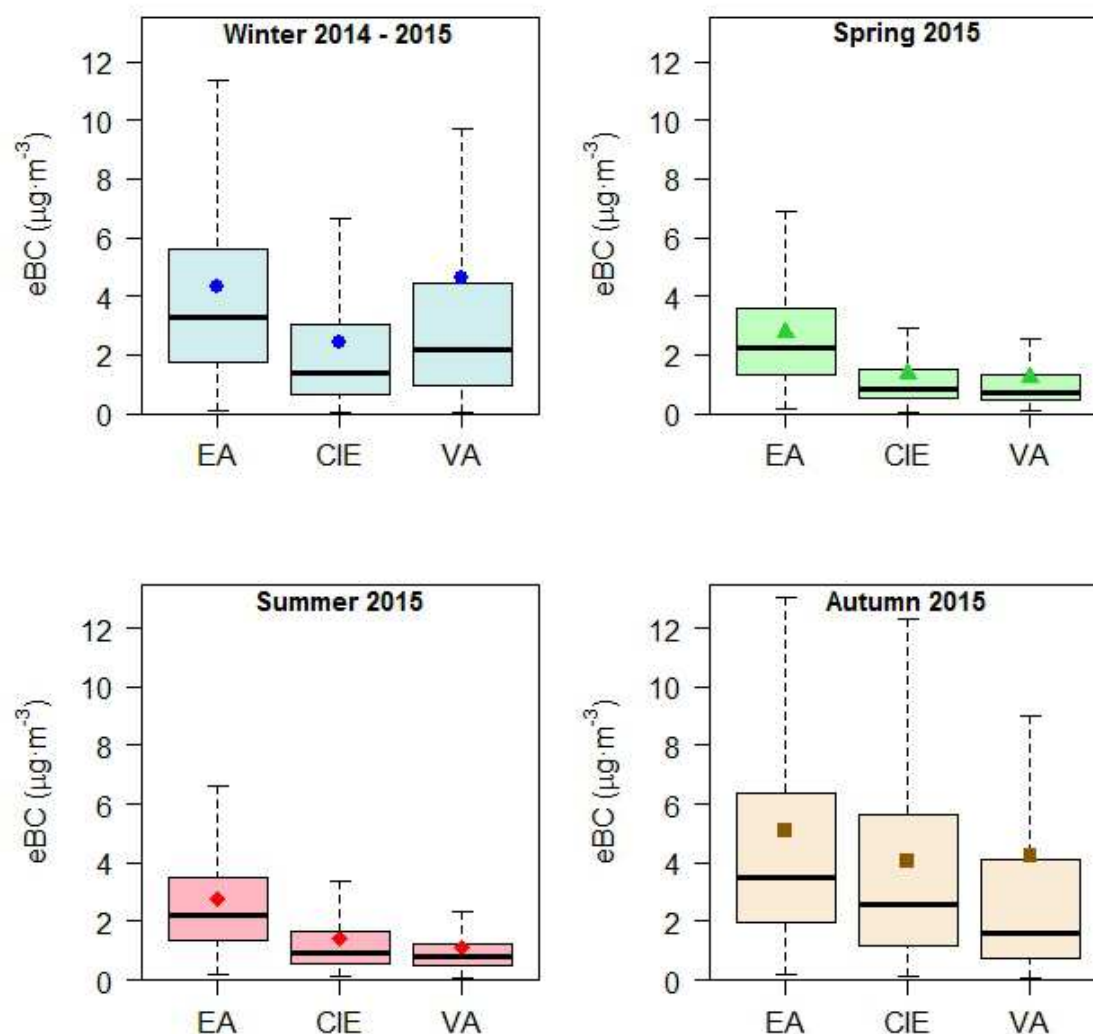 Winter 2014 - 2015
eBC (μg·m⁻³)
12
10
8
6
4
2
0
EA CIE VA
Spring 2015
eBC (μg·m⁻³)
12
10
8
6
4
2
0
EA CIE VA
Summer 2015
eBC (μg·m⁻³)
12
10
8
6
4
2
0
EA CIE VA
Autumn 2015
eBC (μg·m⁻³)
12
10
8
6
4
2
0
EA CIE VA